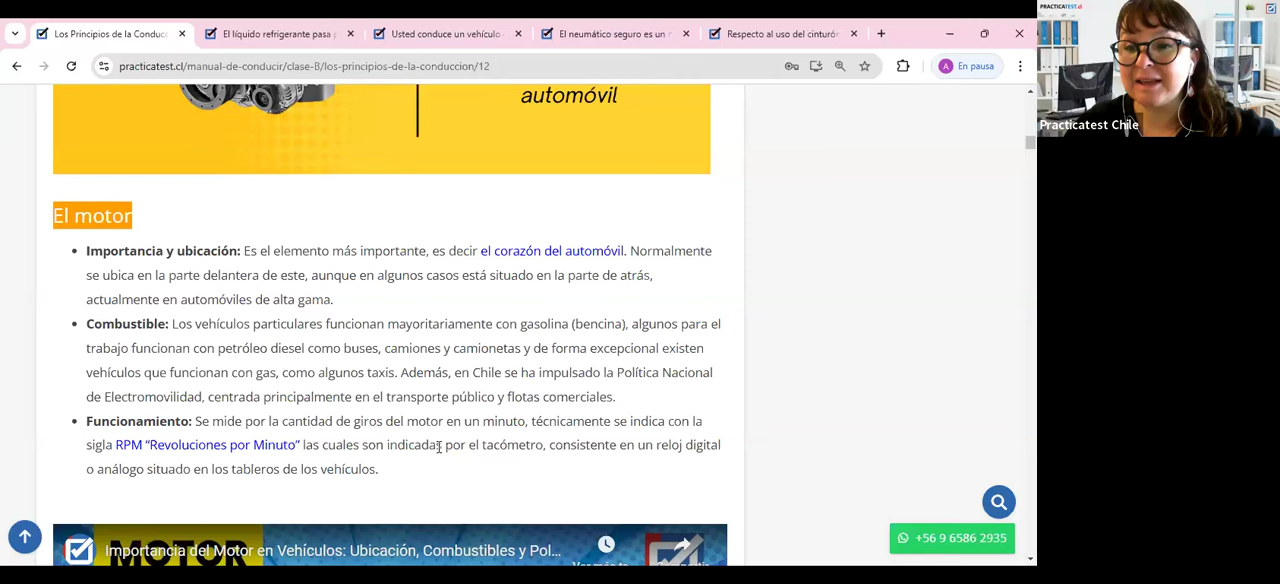 Los Principios de la Conducc
El líquido refrigerante pasa p
Usted conduce un vehículo c
El neumático seguro es un n
Respecto al uso del cinturón
practicatest.cl/manual-de-conducir/clase-B/los-principios-de-la-conduccion/12
A En pausa
PRACTICATEST.cl
Practicatest Chile
automóvil
El motor
Importancia y ubicación: Es el elemento más importante, es decir el corazón del automóvil. Normalmente
se ubica en la parte delantera de este, aunque en algunos casos está situado en la parte de atrás,
actualmente en automóviles de alta gama.
Combustible: Los vehículos particulares funcionan mayoritariamente con gasolina (bencina), algunos para el
trabajo funcionan con petróleo diesel como buses, camiones y camionetas y de forma excepcional existen
vehículos que funcionan con gas, como algunos taxis. Además, en Chile se ha impulsado la Política Nacional
de Electromovilidad, centrada principalmente en el transporte público y flotas comerciales.
Funcionamiento: Se mide por la cantidad de giros del motor en un minuto, técnicamente se indica con la
sigla RPM “Revoluciones por Minuto” las cuales son indicadas por el tacómetro, consistente en un reloj digital
o análogo situado en los tableros de los vehículos.
+56 9 6586 2935
MOTOR
Importancia del Motor en Vehículos: Ubicación, Combustibles y Pol...